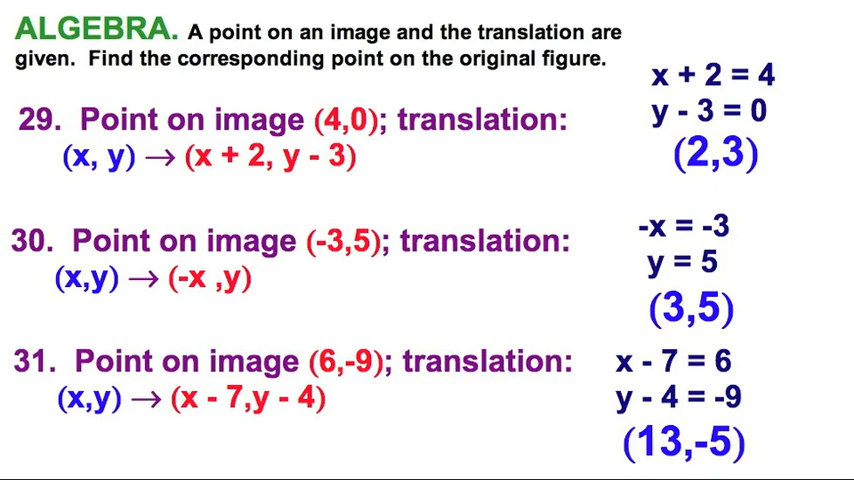 ALGEBRA. A point on an image and the translation are
given. Find the corresponding point on the original figure.
29. Point on image (4,0); translation:
(x, y) → (x + 2, y - 3)
x + 2 = 4
y - 3 = 0
(2,3)
30. Point on image (-3,5); translation:
(x,y) → (-x ,y)
-x = -3
y = 5
(3,5)
31. Point on image (6,-9); translation:
(x,y) → (x - 7,y - 4)
x - 7 = 6
y - 4 = -9
(13,-5)